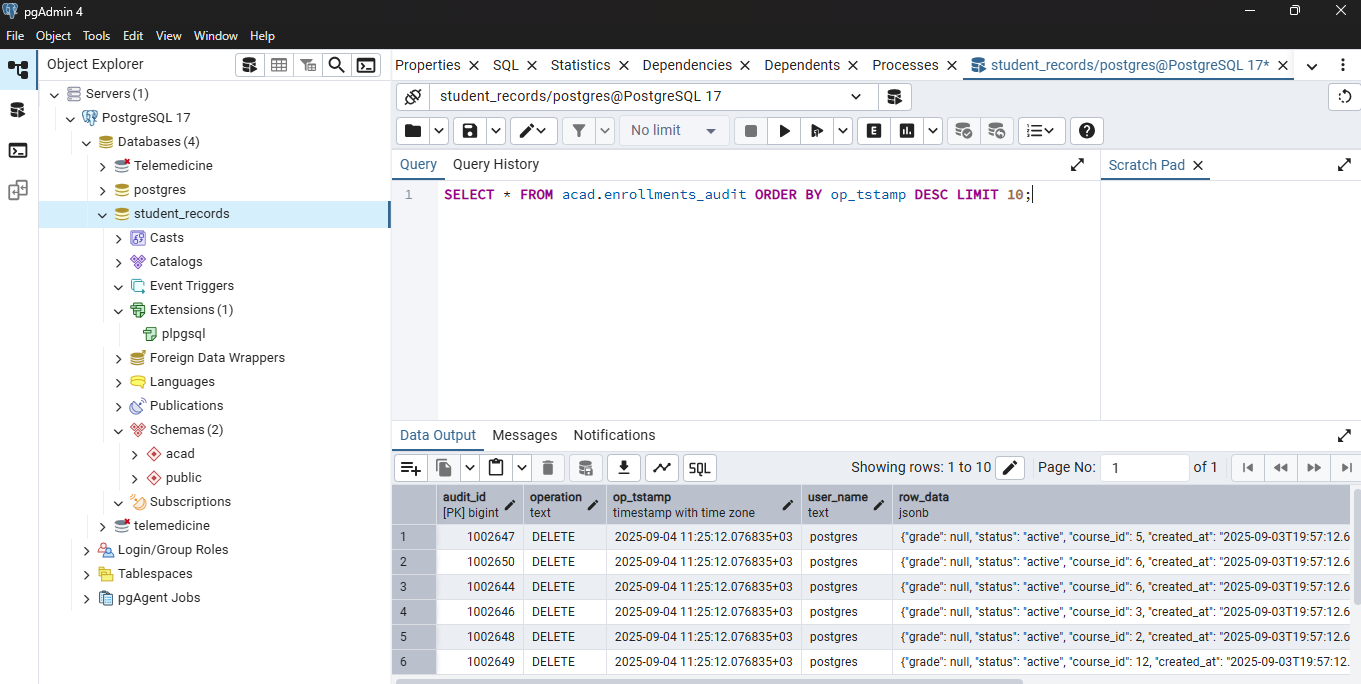 pgAdmin 4
File Object Tools Edit View Window Help
Object Explorer
Properties SQL Statistics Dependencies Dependents Processes student_records/postgres@PostgreSQL 17*
Servers (1)
PostgreSQL 17
Databases (4)
Telemedicine
postgres
student_records
Casts
Catalogs
Event Triggers
Extensions (1)
plpgsql
Foreign Data Wrappers
Languages
Publications
Schemas (2)
acad
public
Subscriptions
telemedicine
Login/Group Roles
Tablespaces
pgAgent Jobs
student_records/postgres@PostgreSQL 17
No limit E
Query Query History
Scratch Pad
1 SELECT * FROM acad.enrollments_audit ORDER BY op_tstamp DESC LIMIT 10;
Data Output Messages Notifications
SQL Showing rows: 1 to 10 Page No: 1 of 1
audit_id operation op_tstamp user_name row_data
[PK] bigint text timestamp with time zone text jsonb
1 1002647 DELETE 2025-09-04 11:25:12.076835+03 postgres {"grade": null, "status": "active", "course_id": 5, "created_at": "2025-09-03T19:57:12.6
2 1002650 DELETE 2025-09-04 11:25:12.076835+03 postgres {"grade": null, "status": "active", "course_id": 6, "created_at": "2025-09-03T19:57:12.6
3 1002644 DELETE 2025-09-04 11:25:12.076835+03 postgres {"grade": null, "status": "active", "course_id": 6, "created_at": "2025-09-03T19:57:12.6
4 1002646 DELETE 2025-09-04 11:25:12.076835+03 postgres {"grade": null, "status": "active", "course_id": 3, "created_at": "2025-09-03T19:57:12.6
5 1002648 DELETE 2025-09-04 11:25:12.076835+03 postgres {"grade": null, "status": "active", "course_id": 2, "created_at": "2025-09-03T19:57:12.6
6 1002649 DELETE 2025-09-04 11:25:12.076835+03 postgres {"grade": null, "status": "active", "course_id": 12, "created_at": "2025-09-03T19:57:12.